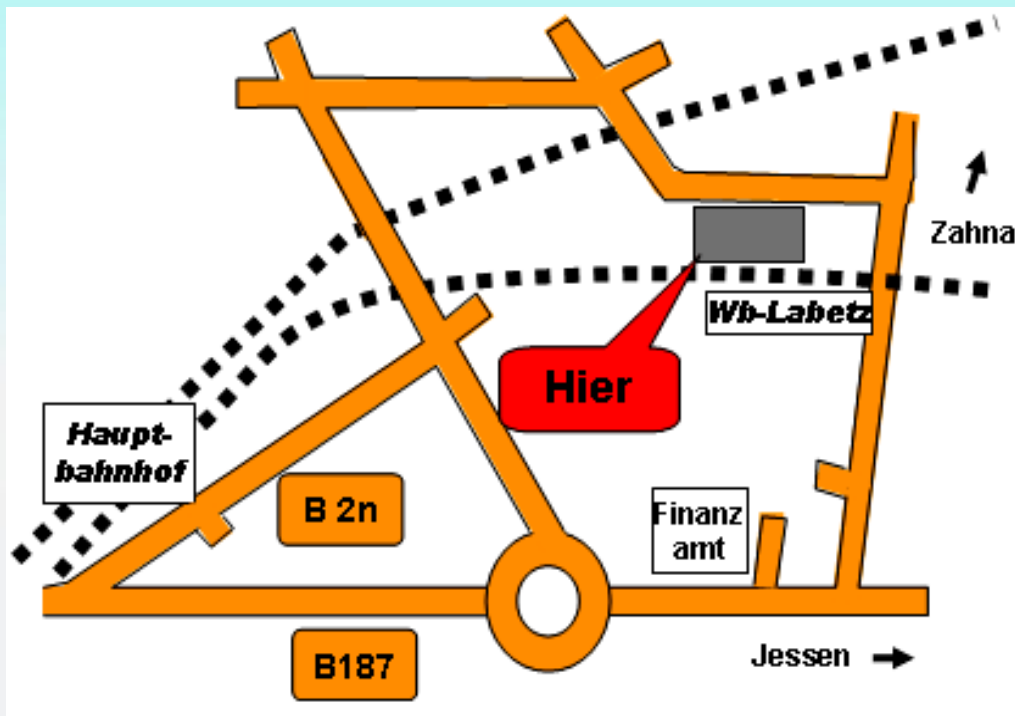 Zahna
Wb-Labetz
Hier
Haupt-
bahnhof
B 2n
Finanz
amt
Jessen
B187